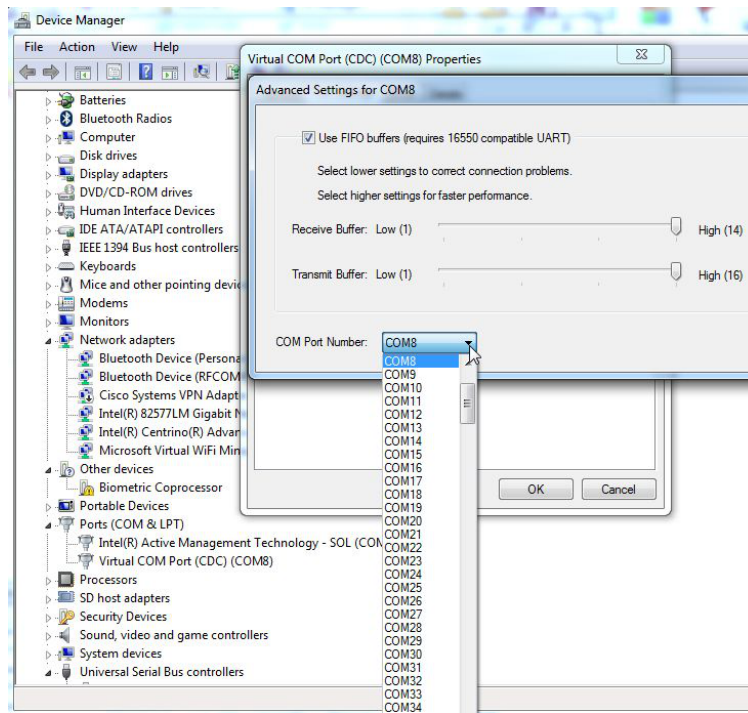 Device Manager
File Action View Help
Batteries
Bluetooth Radios
Computer
Disk drives
Display adapters
DVD/CD-ROM drives
Human Interface Devices
IDE ATA/ATAPI controllers
IEEE 1394 Bus host controllers
Keyboards
Mice and other pointing devic
Modems
Monitors
Network adapters
Bluetooth Device (Persona
Bluetooth Device (RFCOM
Cisco Systems VPN Adapt
Intel(R) 82577LM Gigabit N
Intel(R) Centrino(R) Advan
Microsoft Virtual WiFi Min
Other devices
Biometric Coprocessor
Portable Devices
Ports (COM & LPT)
Intel(R) Active Management Technology - SOL (COM
Virtual COM Port (CDC) (COM8)
Processors
SD host adapters
Security Devices
Sound, video and game controllers
System devices
Universal Serial Bus controllers
Virtual COM Port (CDC) (COM8) Properties
Advanced Settings for COM8
Use FIFO buffers (requires 16550 compatible UART)
Select lower settings to correct connection problems.
Select higher settings for faster performance.
Receive Buffer: Low (1) High (14)
Transmit Buffer: Low (1) High (16)
COM Port Number: COM8
COM8
COM9
COM10
COM11
COM12
COM13
COM14
COM15
COM16
COM17
COM18
COM19
COM20
COM21
COM22
COM23
COM24
COM25
COM26
COM27
COM28
COM29
COM30
COM31
COM32
COM33
COM34
OK Cancel